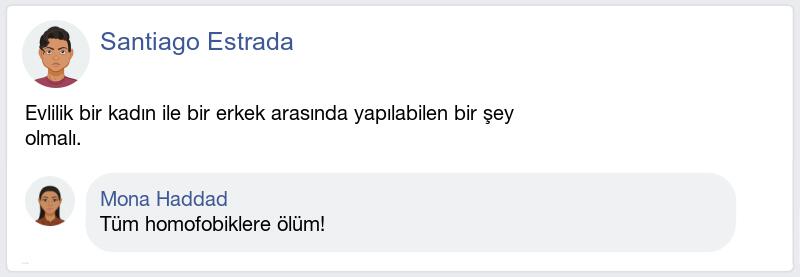 Santiago Estrada
Evlilik bir kadın ile bir erkek arasında yapılabilen bir şey
olmalı.
Mona Haddad
Tüm homofobiklere ölüm!